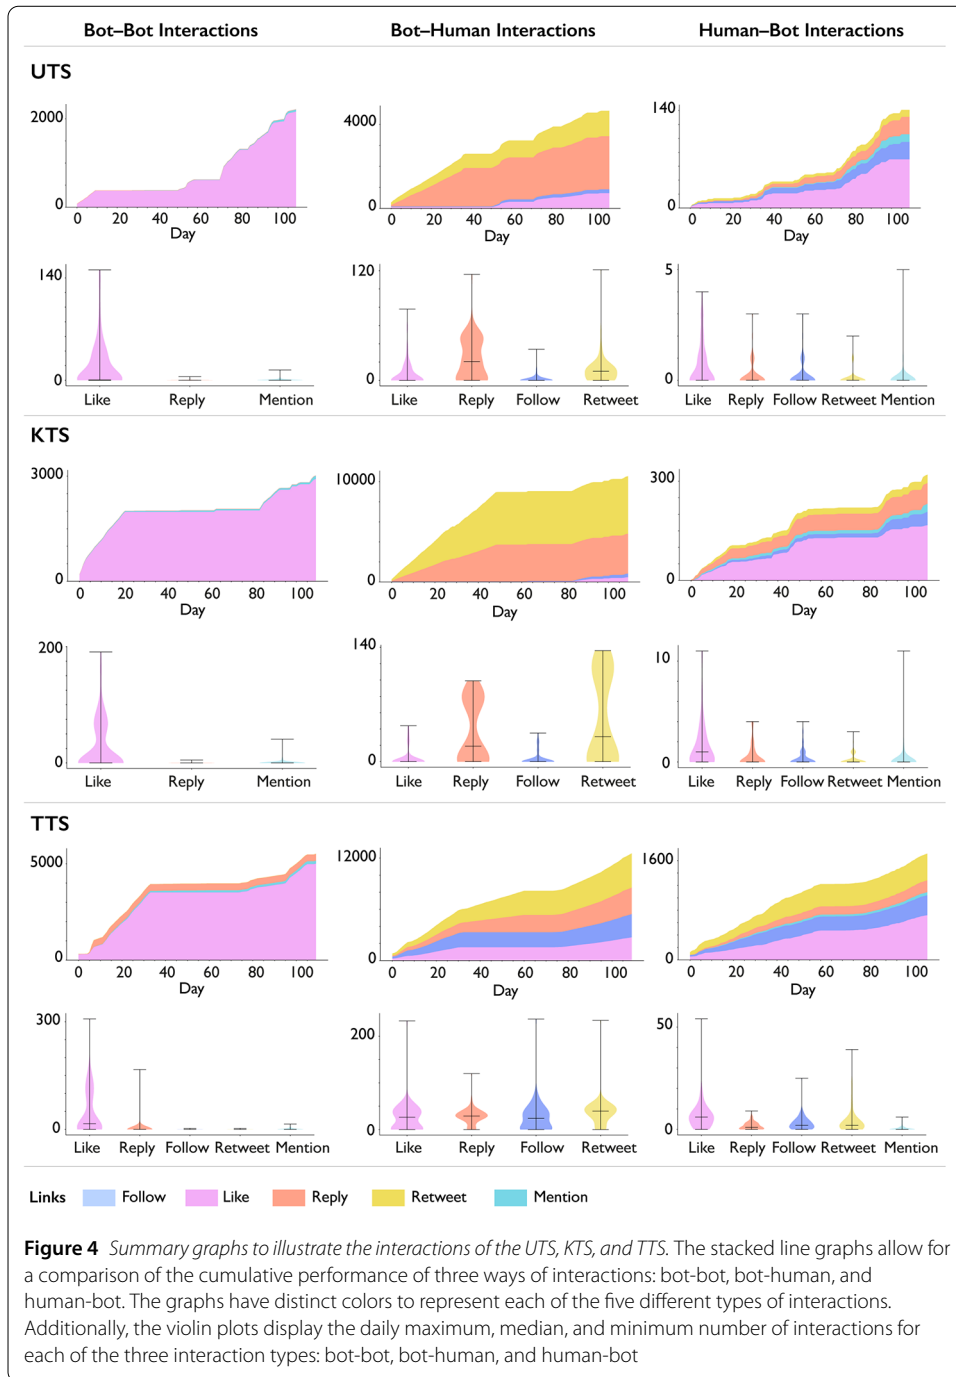 Bot–Bot Interactions Bot–Human Interactions Human–Bot Interactions
UTS
2000
0
0 20 40 60 80 100
Day
4000
0
0 20 40 60 80 100
Day
140
0
0 20 40 60 80 100
Day
140
0
Like Reply Mention
120
0
Like Reply Follow Retweet
5
0
Like Reply Follow Retweet Mention
KTS
3000
0
0 20 40 60 80 100
Day
10000
0
0 20 40 60 80 100
Day
300
0
0 20 40 60 80 100
Day
200
0
Like Reply Mention
140
0
Like Reply Follow Retweet
10
0
Like Reply Follow Retweet Mention
TTS
5000
0
0 20 40 60 80 100
Day
12000
0
0 20 40 60 80 100
Day
1600
0
0 20 40 60 80 100
Day
300
0
Like Reply Follow Retweet Mention
200
0
Like Reply Follow Retweet
50
0
Like Reply Follow Retweet Mention
Links Follow Like Reply Retweet Mention
Figure 4 Summary graphs to illustrate the interactions of the UTS, KTS, and TTS. The stacked line graphs allow for
a comparison of the cumulative performance of three ways of interactions: bot-bot, bot-human, and
human-bot. The graphs have distinct colors to represent each of the five different types of interactions.
Additionally, the violin plots display the daily maximum, median, and minimum number of interactions for
each of the three interaction types: bot-bot, bot-human, and human-bot